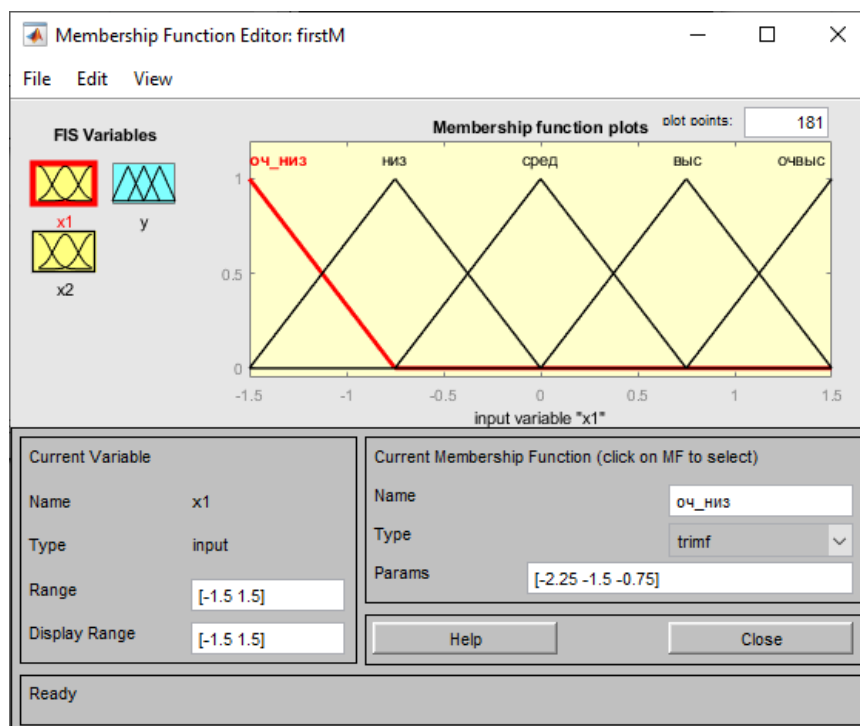 Membership Function Editor: firstM
File Edit View
FIS Variables
x1
y
x2
Membership function plots
plot points:
181
оч_низ низ сред выс очвыс
1
0.5
0
-1.5 -1 -0.5 0 0.5 1 1.5
input variable "x1"
Current Variable
Name x1
Type input
Range [-1.5 1.5]
Display Range [-1.5 1.5]
Current Membership Function (click on MF to select)
Name оч_низ
Type trimf
Params [-2.25 -1.5 -0.75]
Help Close
Ready